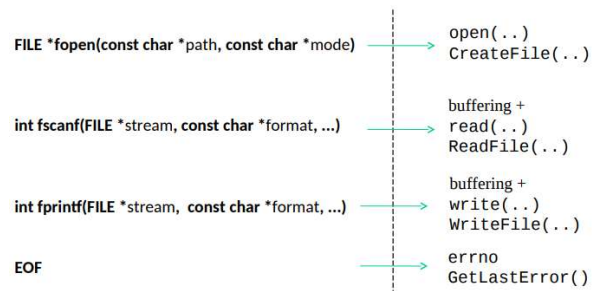 FILE *fopen(const char *path, const char *mode)
open(..)
CreateFile(..)
int fscanf(FILE *stream, const char *format, ...)
buffering +
read(..)
ReadFile(..)
int fprintf(FILE *stream, const char *format, ...)
buffering +
write(..)
WriteFile(..)
EOF
errno
GetLastError()